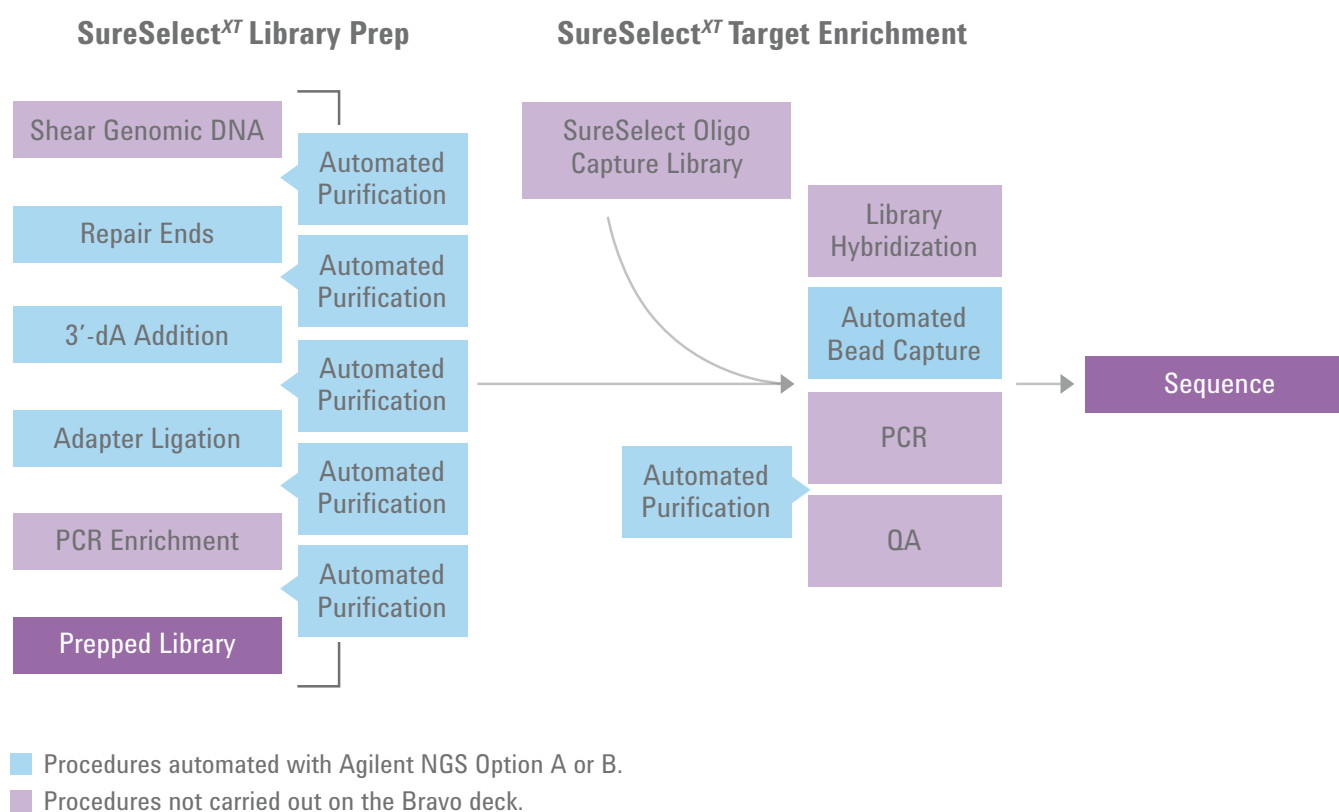 SureSelectXT Library Prep
Shear Genomic DNA
Automated
Purification
Repair Ends
Automated
Purification
3′-dA Addition
Automated
Purification
Adapter Ligation
Automated
Purification
PCR Enrichment
Automated
Purification
Prepped Library
SureSelectXT Target Enrichment
SureSelect Oligo
Capture Library
Library
Hybridization
Automated
Bead Capture
PCR
Automated
Purification
QA
Sequence
Procedures automated with Agilent NGS Option A or B.
Procedures not carried out on the Bravo deck.